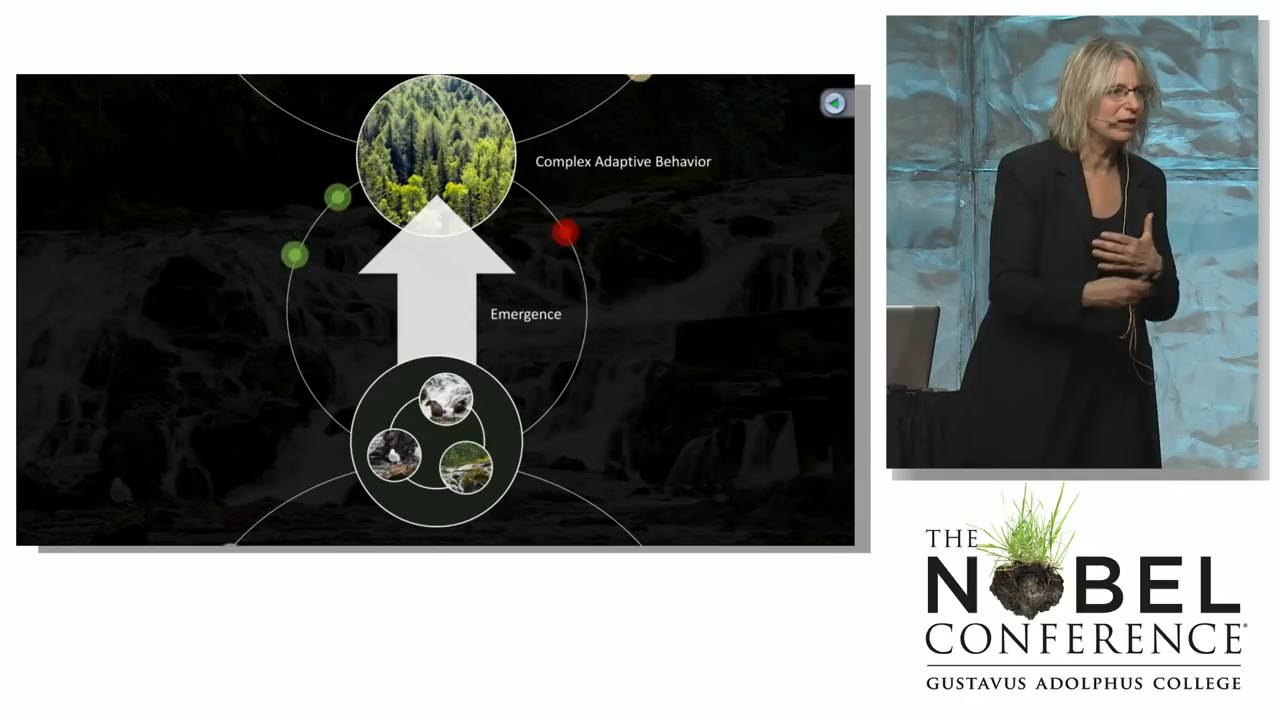 Complex Adaptive Behavior
Emergence
THE
NOBEL
CONFERENCE®
GUSTAVUS ADOLPHUS COLLEGE